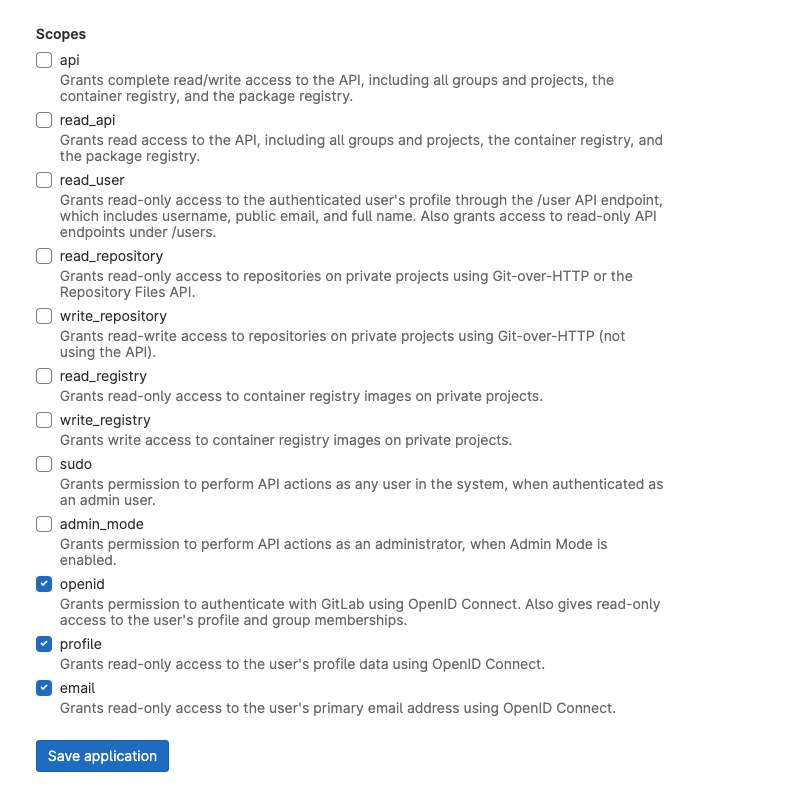 Scopes
api
Grants complete read/write access to the API, including all groups and projects, the
container registry, and the package registry.
read_api
Grants read access to the API, including all groups and projects, the container registry, and
the package registry.
read_user
Grants read-only access to the authenticated user's profile through the /user API endpoint,
which includes username, public email, and full name. Also grants access to read-only API
endpoints under /users.
read_repository
Grants read-only access to repositories on private projects using Git-over-HTTP or the
Repository Files API.
write_repository
Grants read-write access to repositories on private projects using Git-over-HTTP (not
using the API).
read_registry
Grants read-only access to container registry images on private projects.
write_registry
Grants write access to container registry images on private projects.
sudo
Grants permission to perform API actions as any user in the system, when authenticated as
an admin user.
admin_mode
Grants permission to perform API actions as an administrator, when Admin Mode is
enabled.
openid
Grants permission to authenticate with GitLab using OpenID Connect. Also gives read-only
access to the user's profile and group memberships.
profile
Grants read-only access to the user's profile data using OpenID Connect.
email
Grants read-only access to the user's primary email address using OpenID Connect.
Save application